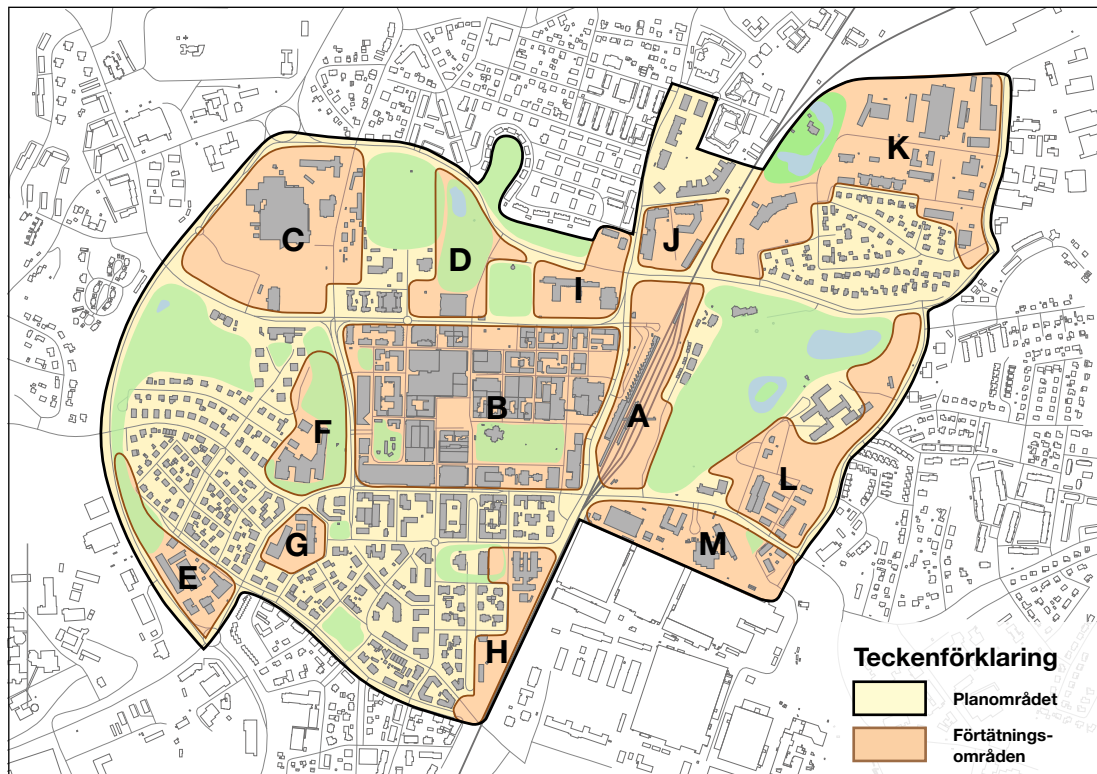 K
J
C
D
I
A
B
F
L
G
M
E
H
Teckenförklaring
Planområdet
Förtätnings-
områden